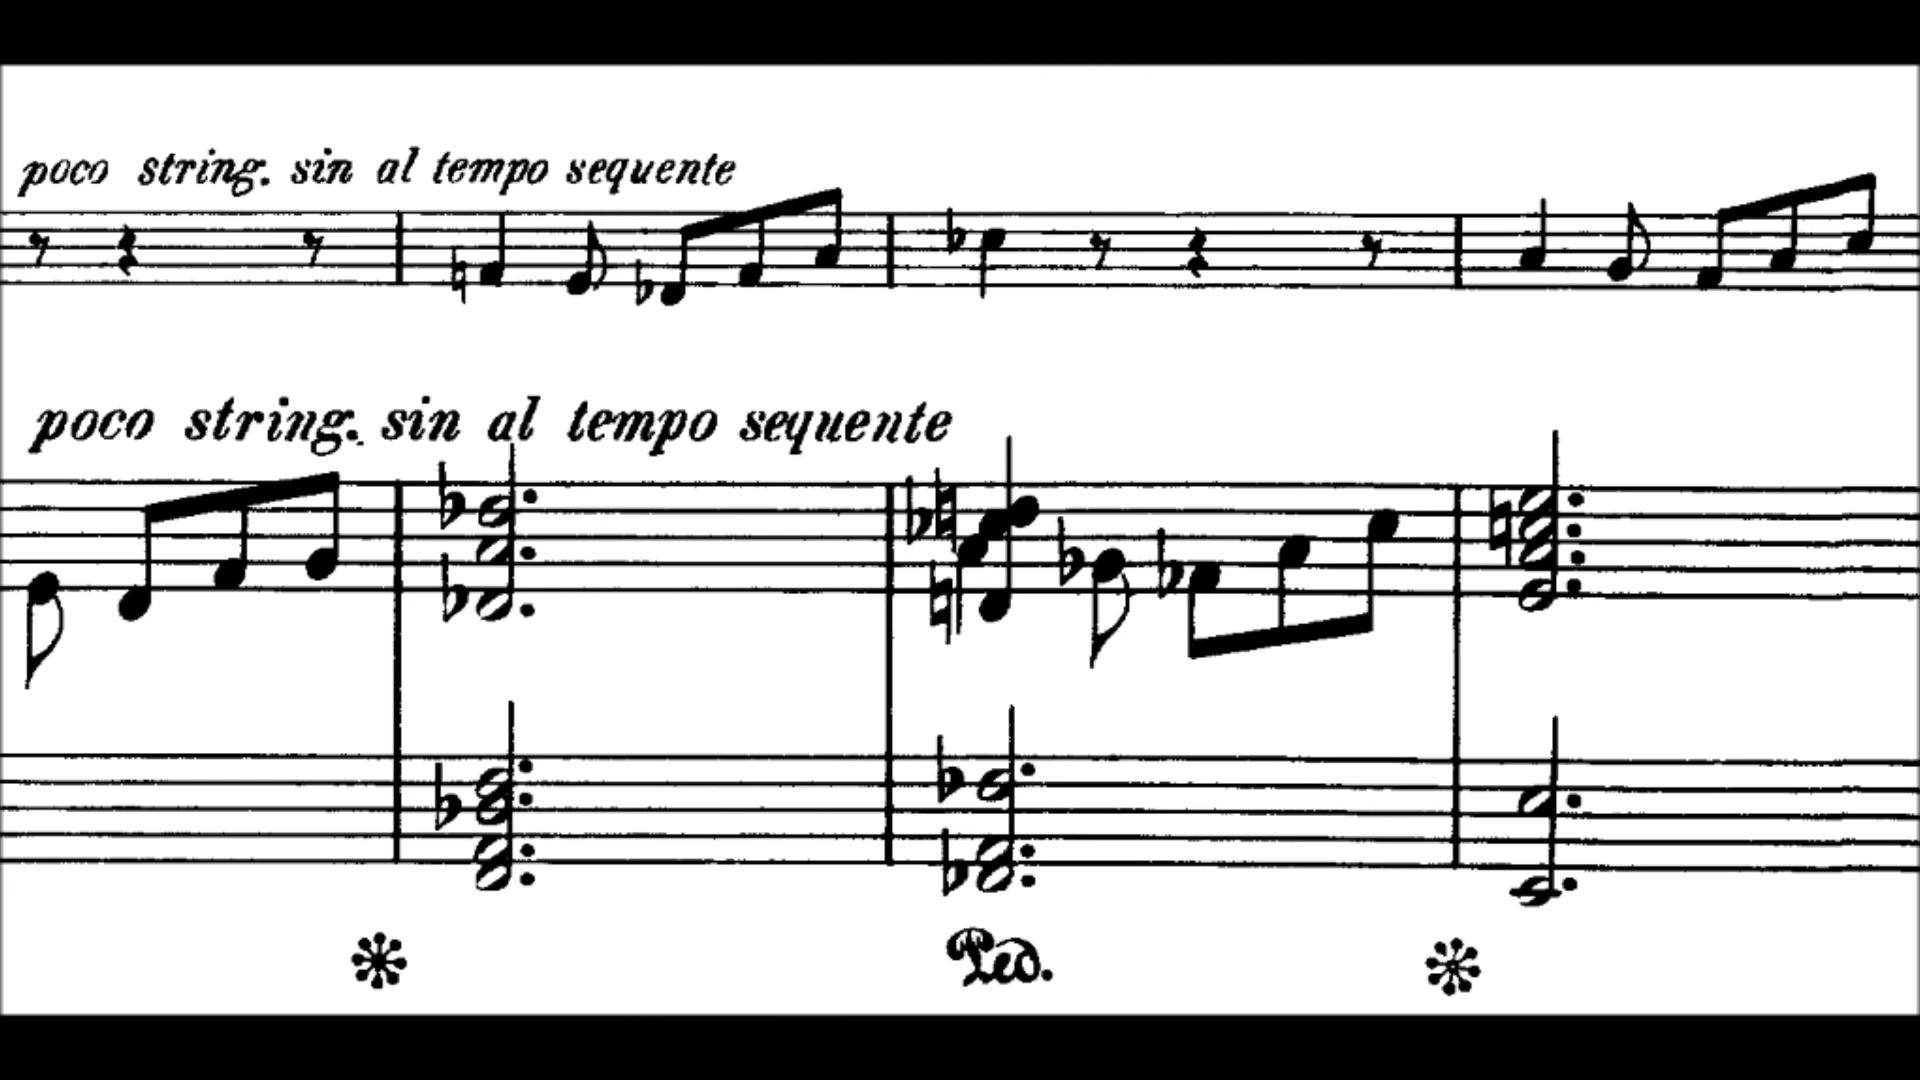 poco string. sin al tempo sequente
poco string. sin al tempo sequente
Ped.